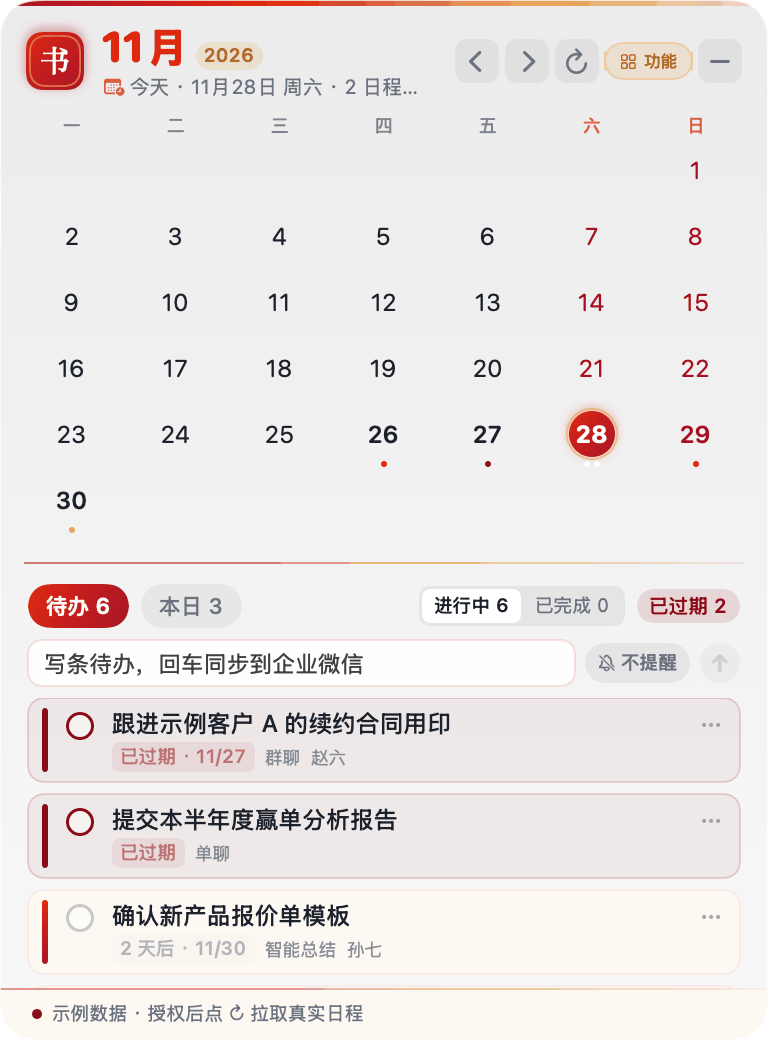 书
11月 2026
功能
今天 · 11月28日 周六 · 2 日程…
一 二 三 四 五 六 日
1
2 3 4 5 6 7 8
9 10 11 12 13 14 15
16 17 18 19 20 21 22
23 24 25 26 27 28 29
30
待办 6 本日 3 进行中 6 已完成 0 已过期 2
写条待办，回车同步到企业微信 不提醒
跟进示例客户 A 的续约合同用印
已过期 · 11/27 群聊 赵六
提交本半年度赢单分析报告
已过期 单聊
确认新产品报价单模板
2 天后 · 11/30 智能总结 孙七
示例数据 · 授权后点 ↻ 拉取真实日程